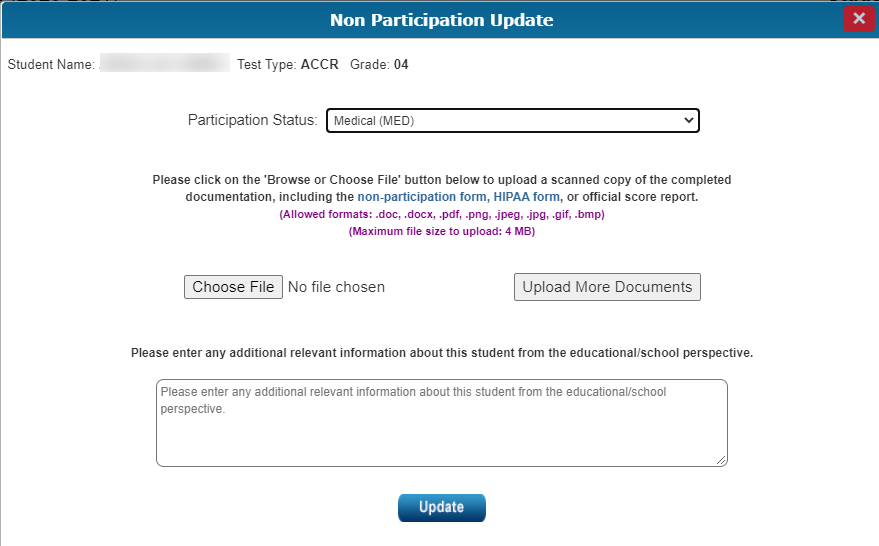 Non Participation Update
Student Name: Test Type: ACCR Grade: 04
Participation Status: Medical (MED)
Please click on the 'Browse or Choose File' button below to upload a scanned copy of the completed
documentation, including the non-participation form, HIPAA form, or official score report.
(Allowed formats: .doc, .docx, .pdf, .png, .jpeg, .jpg, .gif, .bmp)
(Maximum file size to upload: 4 MB)
Choose File No file chosen Upload More Documents
Please enter any additional relevant information about this student from the educational/school perspective.
Please enter any additional relevant information about this student from the educational/school
perspective.
Update